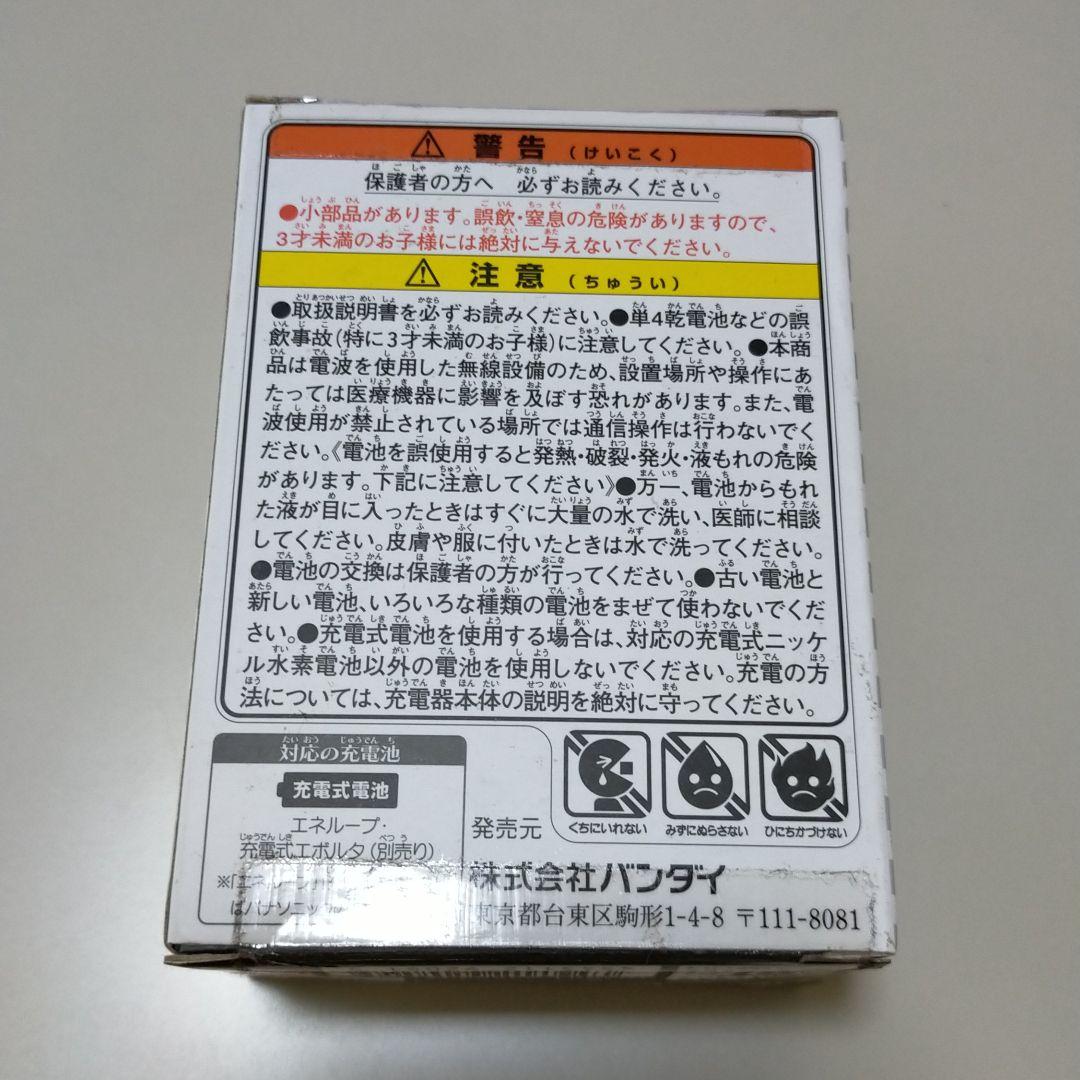 ⚠ 警告 (けいこく)
保護者の方へ 必ずお読みください。
●小部品があります。誤飲・窒息の危険がありますので、
3才未満のお子様には絶対に与えないでください。
⚠ 注意 (ちゅうい)
●取扱説明書を必ずお読みください。●単4乾電池などの誤
飲事故(特に3才未満のお子様)に注意してください。●本商
品は電波を使用した無線設備のため、設置場所や操作にあ
たっては医療機器に影響を及ぼす恐れがあります。また、電
波使用が禁止されている場所では通信操作は行わないでく
ださい。《電池を誤使用すると発熱・破裂・発火・液もれの危険
があります。下記に注意してください》●万一、電池からもれ
た液が目に入ったときはすぐに大量の水で洗い、医師に相談
してください。皮膚や服に付いたときは水で洗ってください。
●電池の交換は保護者の方が行ってください。●古い電池と
新しい電池、いろいろな種類の電池をまぜて使わないでくだ
さい。●充電式電池を使用する場合は、対応の充電式ニッケ
ル水素電池以外の電池を使用しないでください。充電の方
法については、充電器本体の説明を絶対に守ってください。
対応の充電池
充電式電池
エネループ・
充電式エボルタ(別売り)
※「エネループ
はパナソニック
くちにいれない みずにぬらさない ひにちかづけない
発売元
株式会社バンダイ
東京都台東区駒形1-4-8 〒111-8081